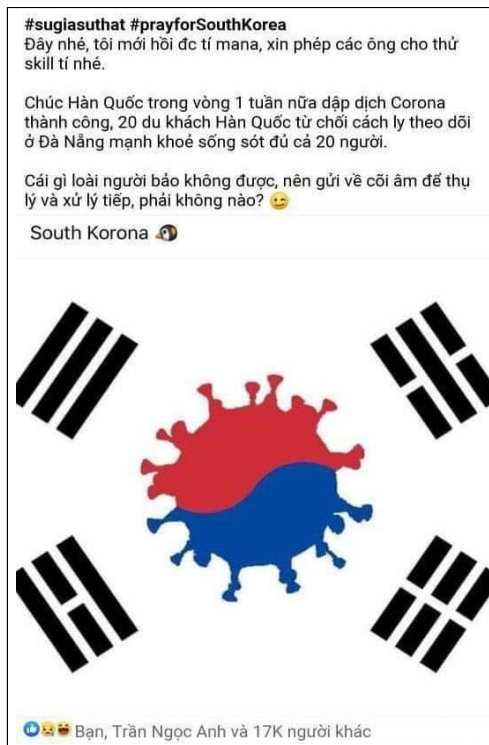 #sugiasuthat #prayforSouthKorea
Đây nhé, tôi mới hồi đc tí mana, xin phép các ông cho thử
skill tí nhé.
Chúc Hàn Quốc trong vòng 1 tuần nữa dập dịch Corona
thành công, 20 du khách Hàn Quốc từ chối cách ly theo dõi
ở Đà Nẵng mạnh khoẻ sống sót đủ cả 20 người.
Cái gì loài người bảo không được, nên gửi về cõi âm để thụ
lý và xử lý tiếp, phải không nào? 😉
South Korona 🐧
Bạn, Trần Ngọc Anh và 17K người khác